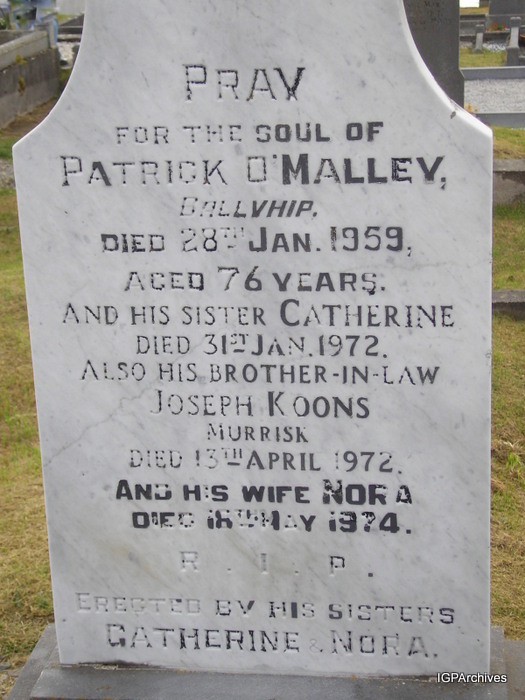 PRAY
FOR THE SOUL OF
PATRICK O'MALLEY,
BALLYHIP.
DIED 28TH JAN. 1959,
AGED 76 YEARS.
AND HIS SISTER CATHERINE
DIED 31ST JAN. 1972.
ALSO HIS BROTHER-IN-LAW
JOSEPH KOONS
MURRISK
DIED 13TH APRIL 1972.
AND HIS WIFE NORA
DIED 18TH MAY 1974.
R. I. P.
ERECTED BY HIS SISTERS
CATHERINE & NORA.
IGPArchives